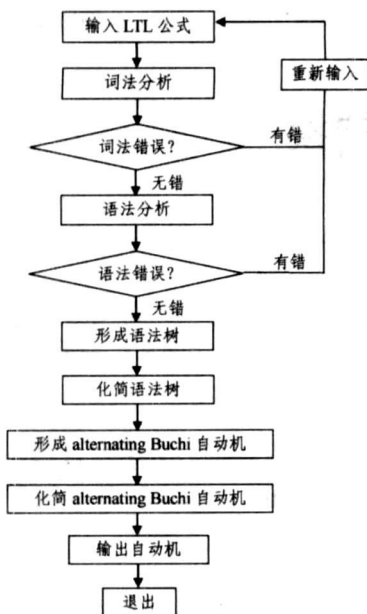 输入 LTL 公式
重新输入
词法分析
词法错误?
有错
无错
语法分析
语法错误?
有错
无错
形成语法树
化简语法树
形成 alternating Buchi 自动机
化简 alternating Buchi 自动机
输出自动机
退出